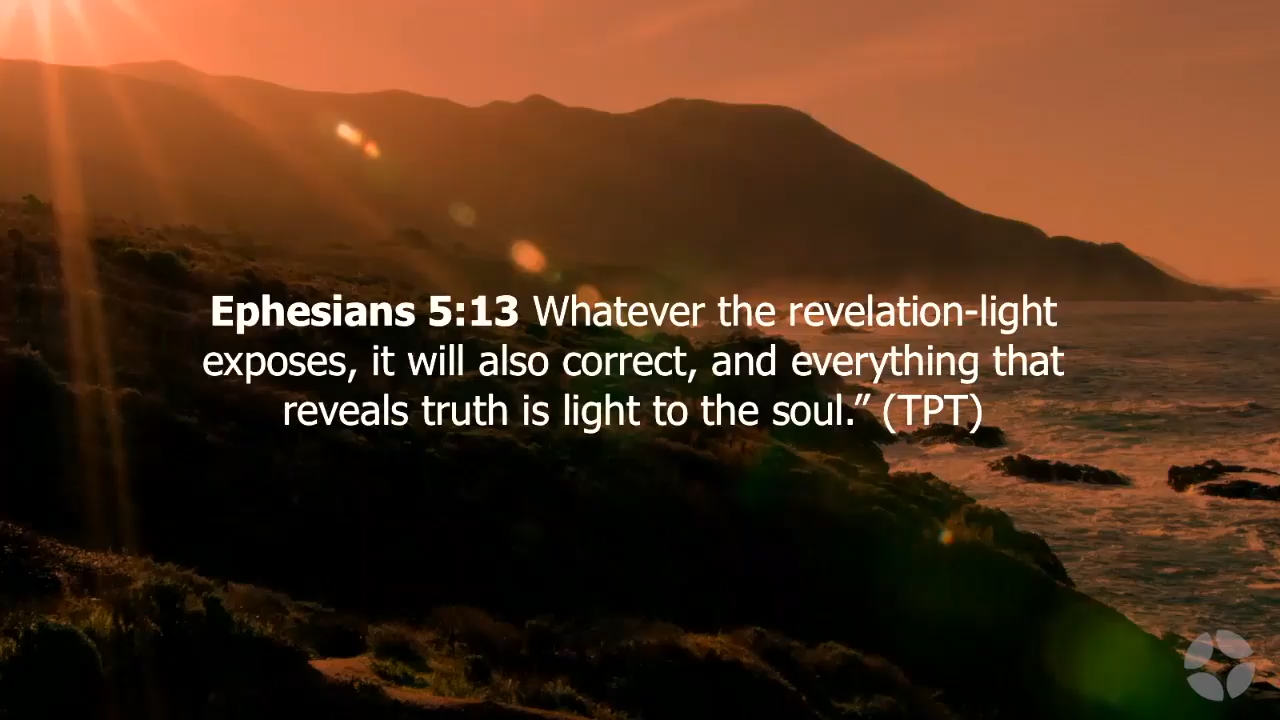 Ephesians 5:13 Whatever the revelation-light
exposes, it will also correct, and everything that
reveals truth is light to the soul.” (TPT)